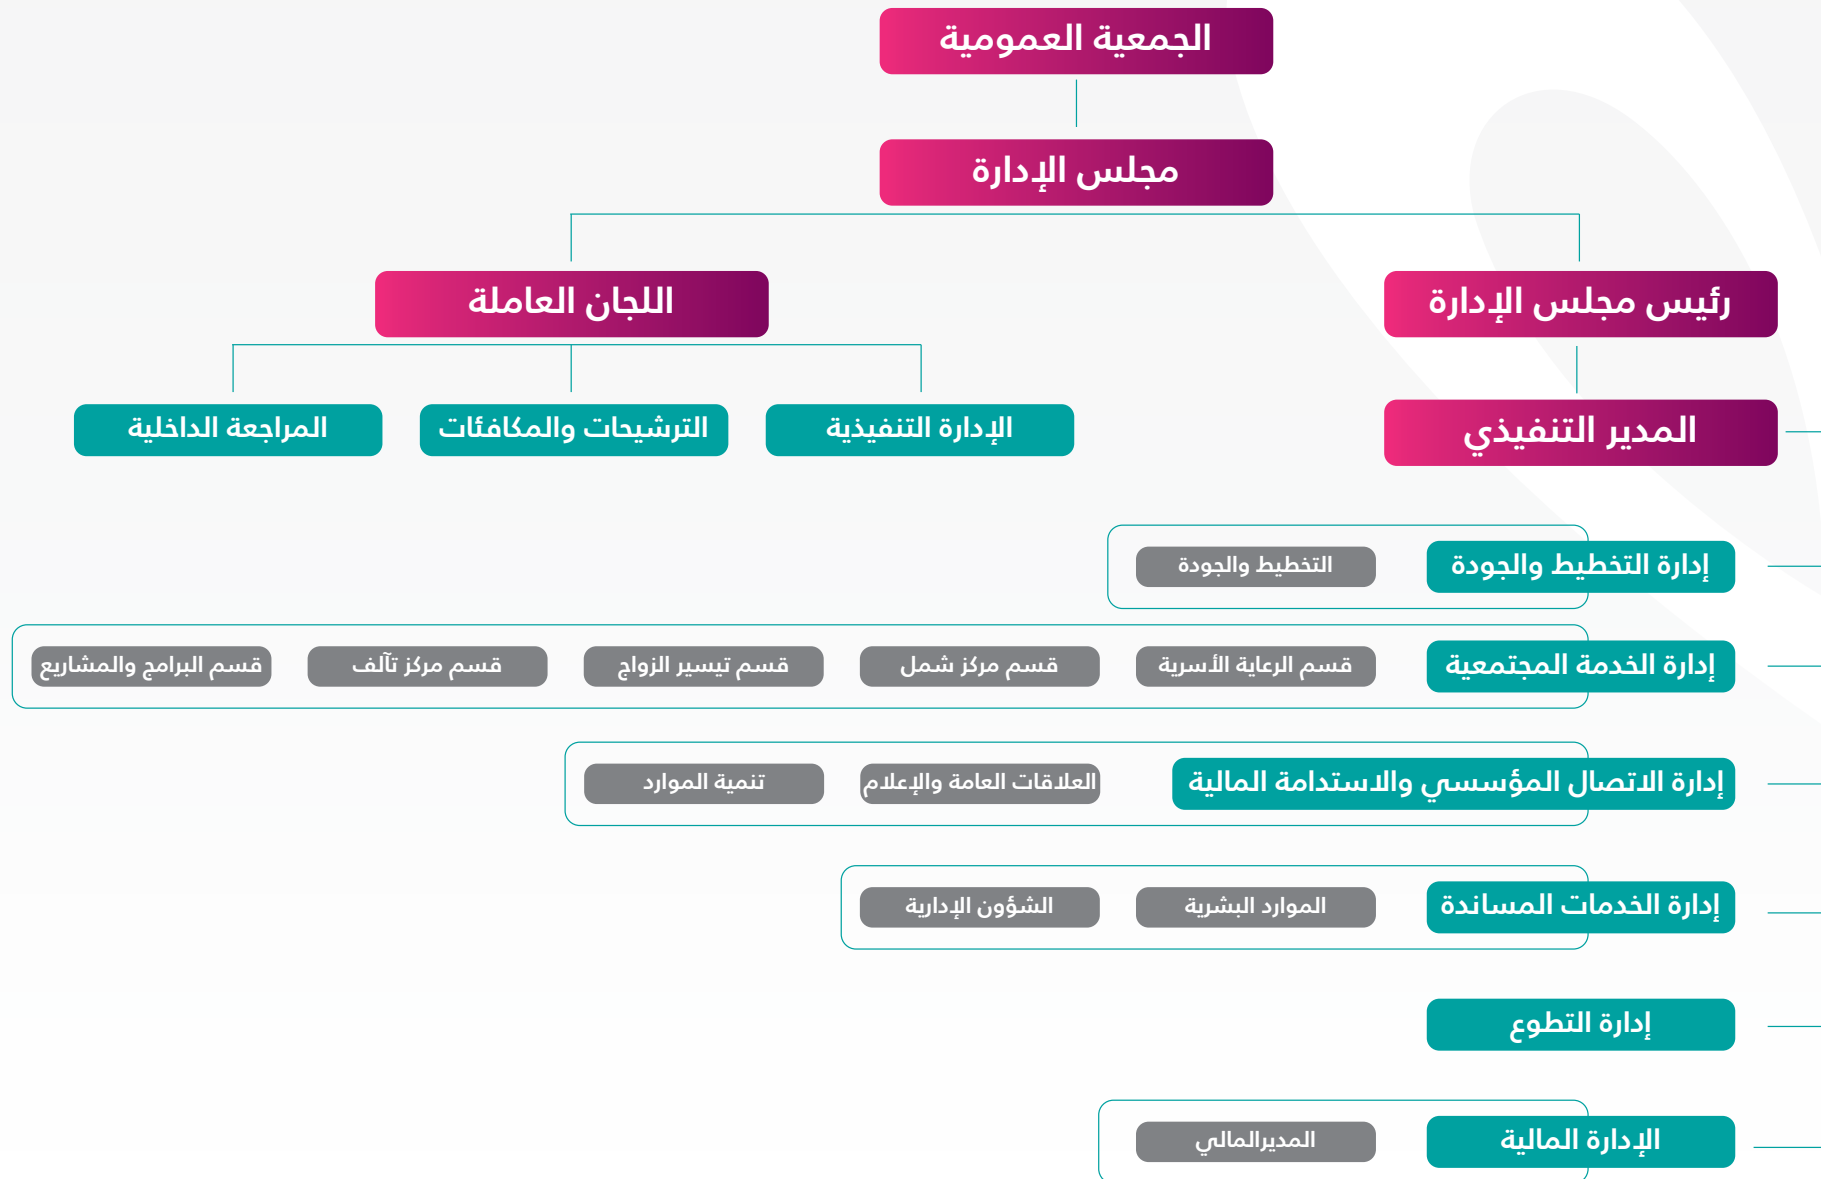 الجمعية العمومية
مجلس الإدارة
رئيس مجلس الإدارة
اللجان العاملة
المدير التنفيذي
الإدارة التنفيذية
الترشيحات والمكافئات
المراجعة الداخلية
إدارة التخطيط والجودة
التخطيط والجودة
إدارة الخدمة المجتمعية
قسم الرعاية الأسرية
قسم مركز شمل
قسم تيسير الزواج
قسم مركز تآلف
قسم البرامج والمشاريع
إدارة الاتصال المؤسسي والاستدامة المالية
العلاقات العامة والإعلام
تنمية الموارد
إدارة الخدمات المساندة
الموارد البشرية
الشؤون الإدارية
إدارة التطوع
الإدارة المالية
المديرالمالي